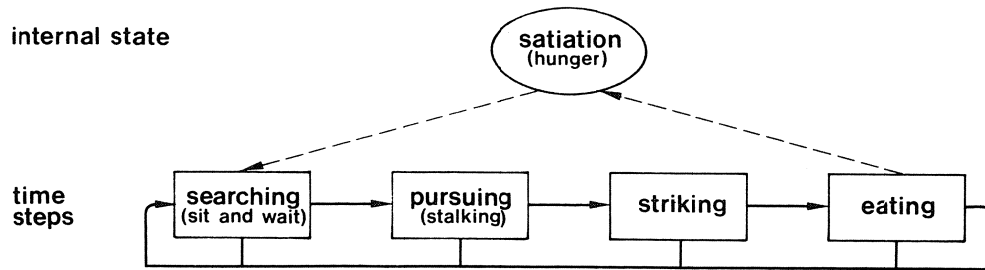 internal state
satiation
(hunger)
time
steps
searching
(sit and wait)
pursuing
(stalking)
striking
eating